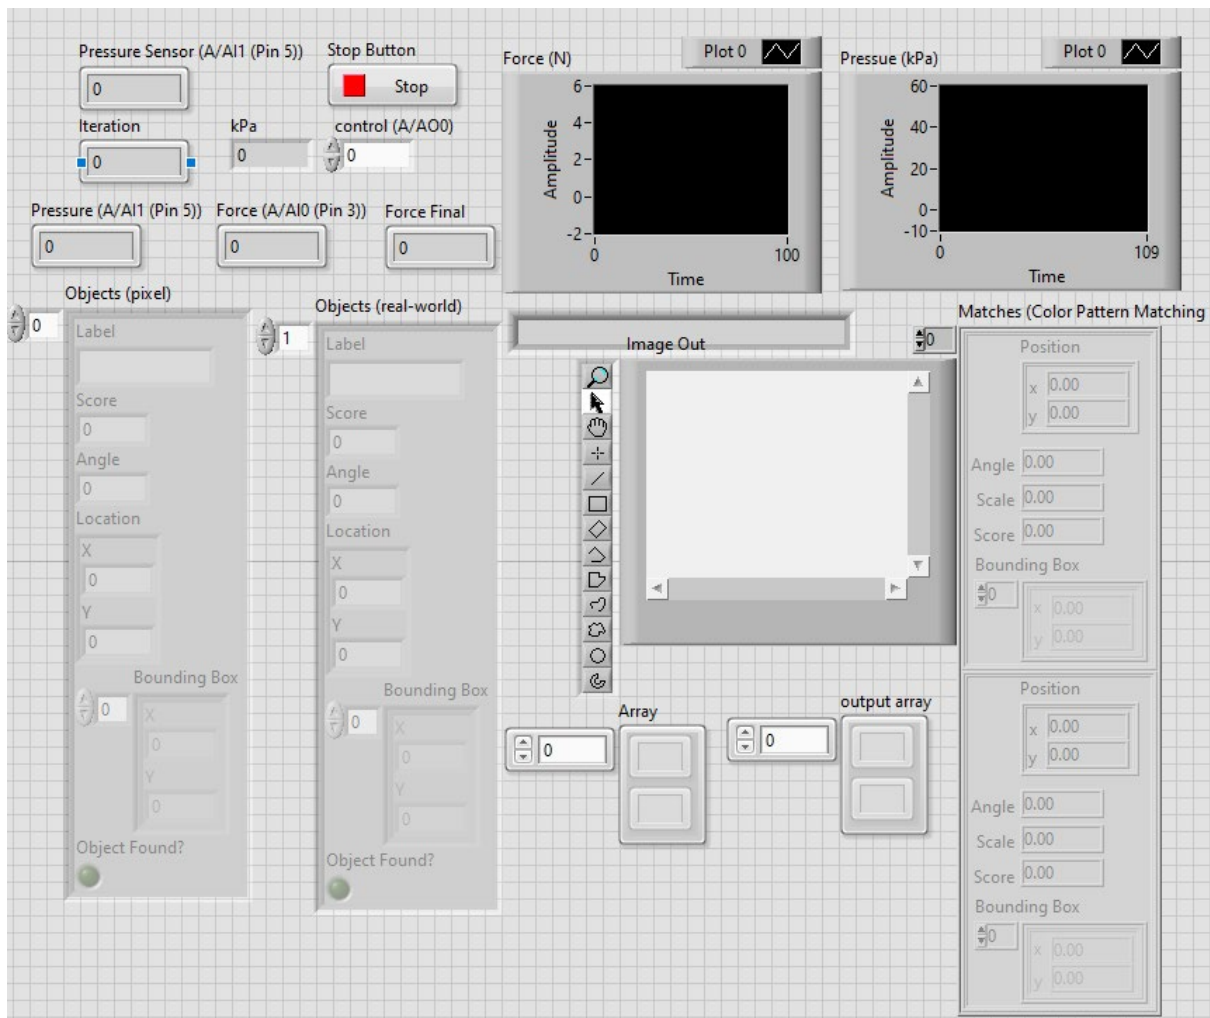 Pressure Sensor (A/AI1 (Pin 5))
0
Stop Button
Stop
Iteration
0
kPa
0
control (A/AO0)
0
Pressure (A/AI1 (Pin 5))
0
Force (A/AI0 (Pin 3))
0
Force Final
0
Force (N)
Plot 0
Amplitude
6
4
2
0
-2
0
100
Time
Pressue (kPa)
Plot 0
Amplitude
60
40
20
0
-10
0
109
Time
Objects (pixel)
0
Label
Score
0
Angle
0
Location
X
0
Y
0
Bounding Box
0
X
0
Y
0
Object Found?
Objects (real-world)
1
Label
Score
0
Angle
0
Location
X
0
Y
0
Bounding Box
0
X
0
Y
0
Object Found?
Image Out
Array
0
output array
0
Matches (Color Pattern Matching
0
Position
x 0.00
y 0.00
Angle 0.00
Scale 0.00
Score 0.00
Bounding Box
0
x 0.00
y 0.00
Position
x 0.00
y 0.00
Angle 0.00
Scale 0.00
Score 0.00
Bounding Box
0
x 0.00
y 0.00